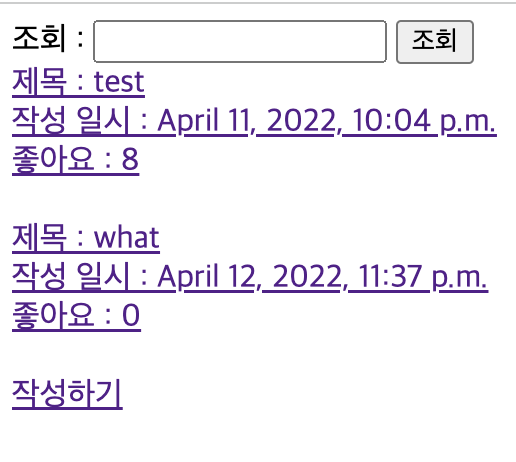 조회 : 조회
제목 : test
작성 일시 : April 11, 2022, 10:04 p.m.
좋아요 : 8
제목 : what
작성 일시 : April 12, 2022, 11:37 p.m.
좋아요 : 0
작성하기